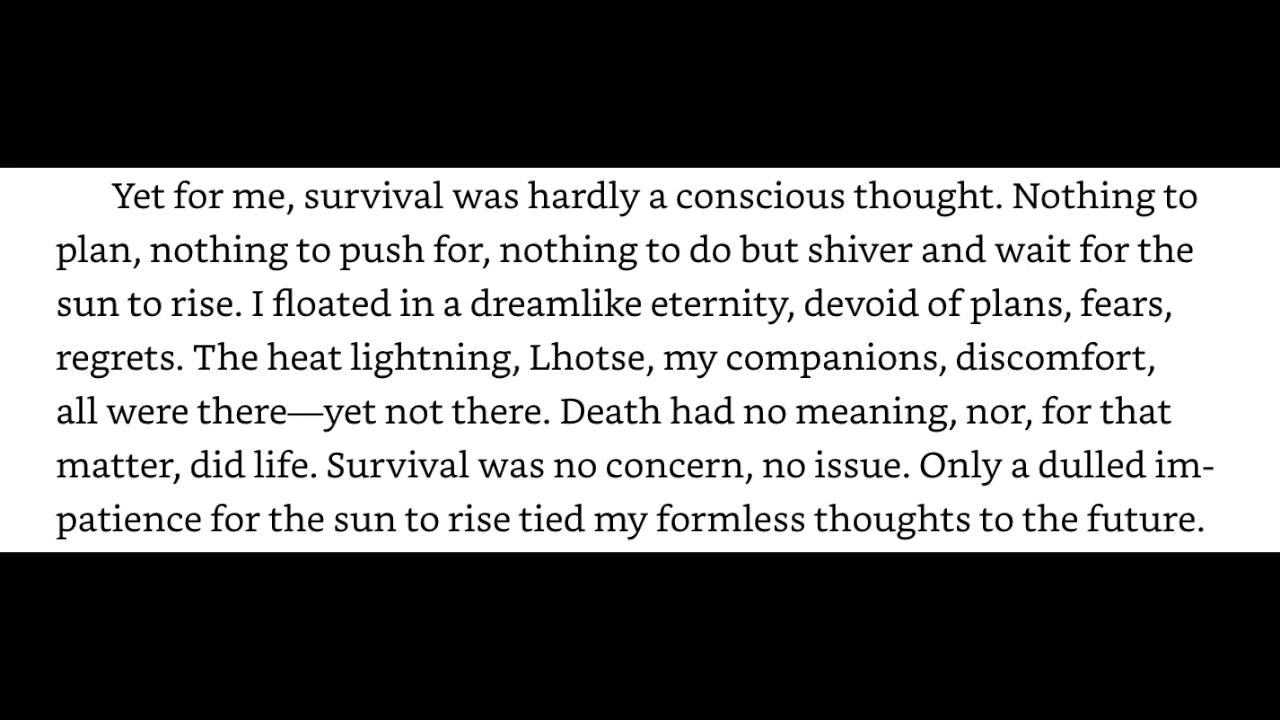 Yet for me, survival was hardly a conscious thought. Nothing to
plan, nothing to push for, nothing to do but shiver and wait for the
sun to rise. I floated in a dreamlike eternity, devoid of plans, fears,
regrets. The heat lightning, Lhotse, my companions, discomfort,
all were there—yet not there. Death had no meaning, nor, for that
matter, did life. Survival was no concern, no issue. Only a dulled im-
patience for the sun to rise tied my formless thoughts to the future.